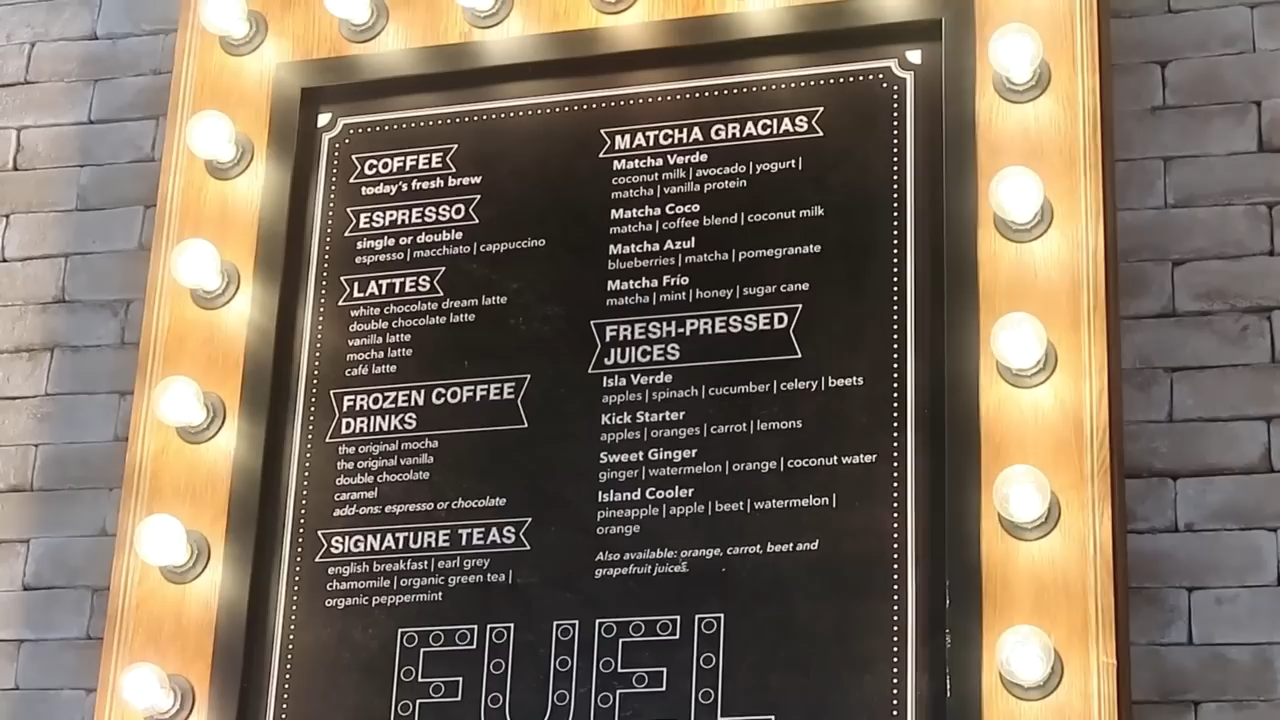 COFFEE
today's fresh brew
ESPRESSO
single or double
espresso | macchiato | cappuccino
LATTES
white chocolate dream latte
double chocolate latte
vanilla latte
mocha latte
café latte
FROZEN COFFEE
DRINKS
the original mocha
the original vanilla
double chocolate
caramel
add-ons: espresso or chocolate
SIGNATURE TEAS
english breakfast | earl grey
chamomile | organic green tea |
organic peppermint
MATCHA GRACIAS
Matcha Verde
coconut milk | avocado | yogurt |
matcha | vanilla protein
Matcha Coco
matcha | coffee blend | coconut milk
Matcha Azul
blueberries | matcha | pomegranate
Matcha Frío
matcha | mint | honey | sugar cane
FRESH-PRESSED
JUICES
Isla Verde
apples | spinach | cucumber | celery | beets
Kick Starter
apples | oranges | carrot | lemons
Sweet Ginger
ginger | watermelon | orange | coconut water
Island Cooler
pineapple | apple | beet | watermelon |
orange
Also available: orange, carrot, beet and
grapefruit juices.
FUEL